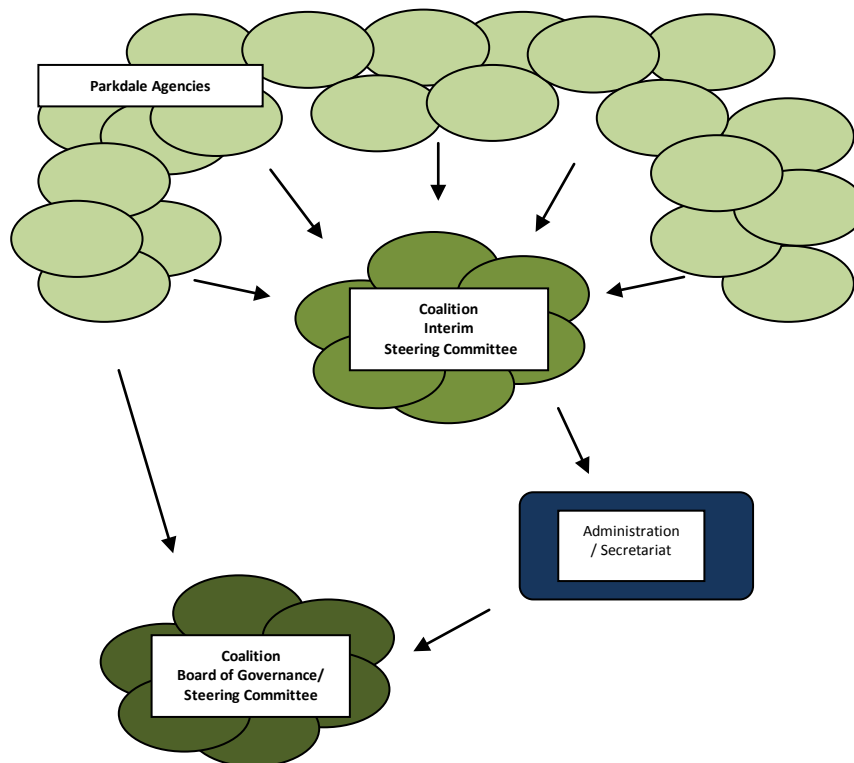 Parkdale Agencies
Coalition
Interim
Steering Committee
Administration
/ Secretariat
Coalition
Board of Governance/
Steering Committee